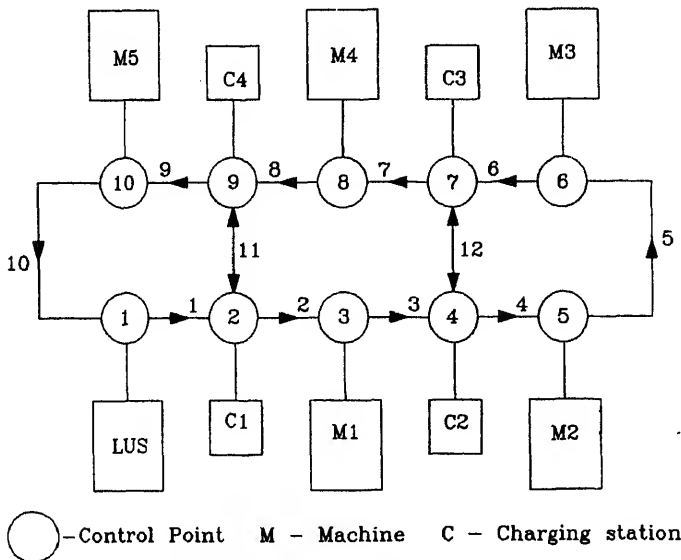 M5 C4 M4 C3 M3
9 8 7 6
10 9 8 7 6
10 11 12 5
1 2 3 4
1 2 3 4 5
LUS C1 M1 C2 M2
-Control Point M - Machine C - Charging station